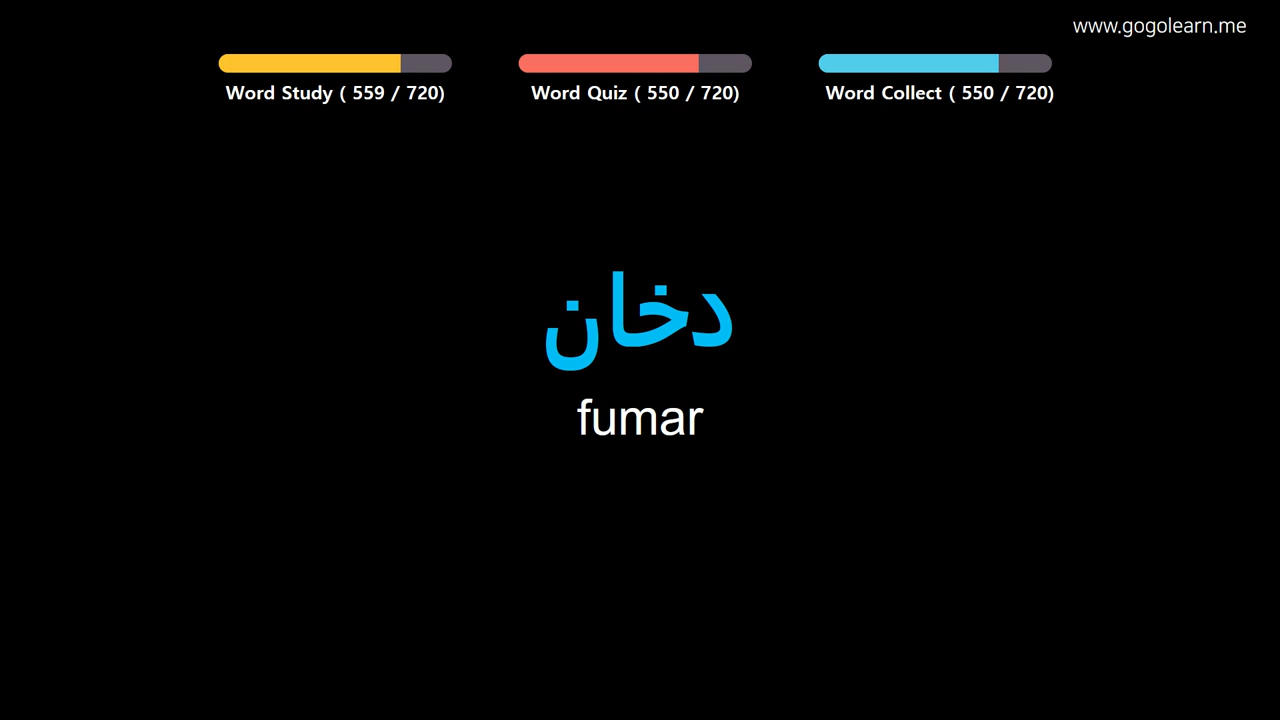 www.gogolearn.me
Word Study ( 559 / 720)
Word Quiz ( 550 / 720)
Word Collect ( 550 / 720)
دخان
fumar